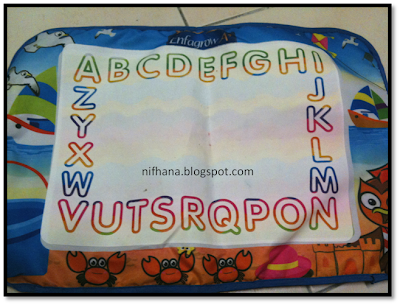 Enfagrow A+
ABCDEFGHI
Z J
Y K
X L
nifhana.blogspot.com
W M
VUTSRQPON